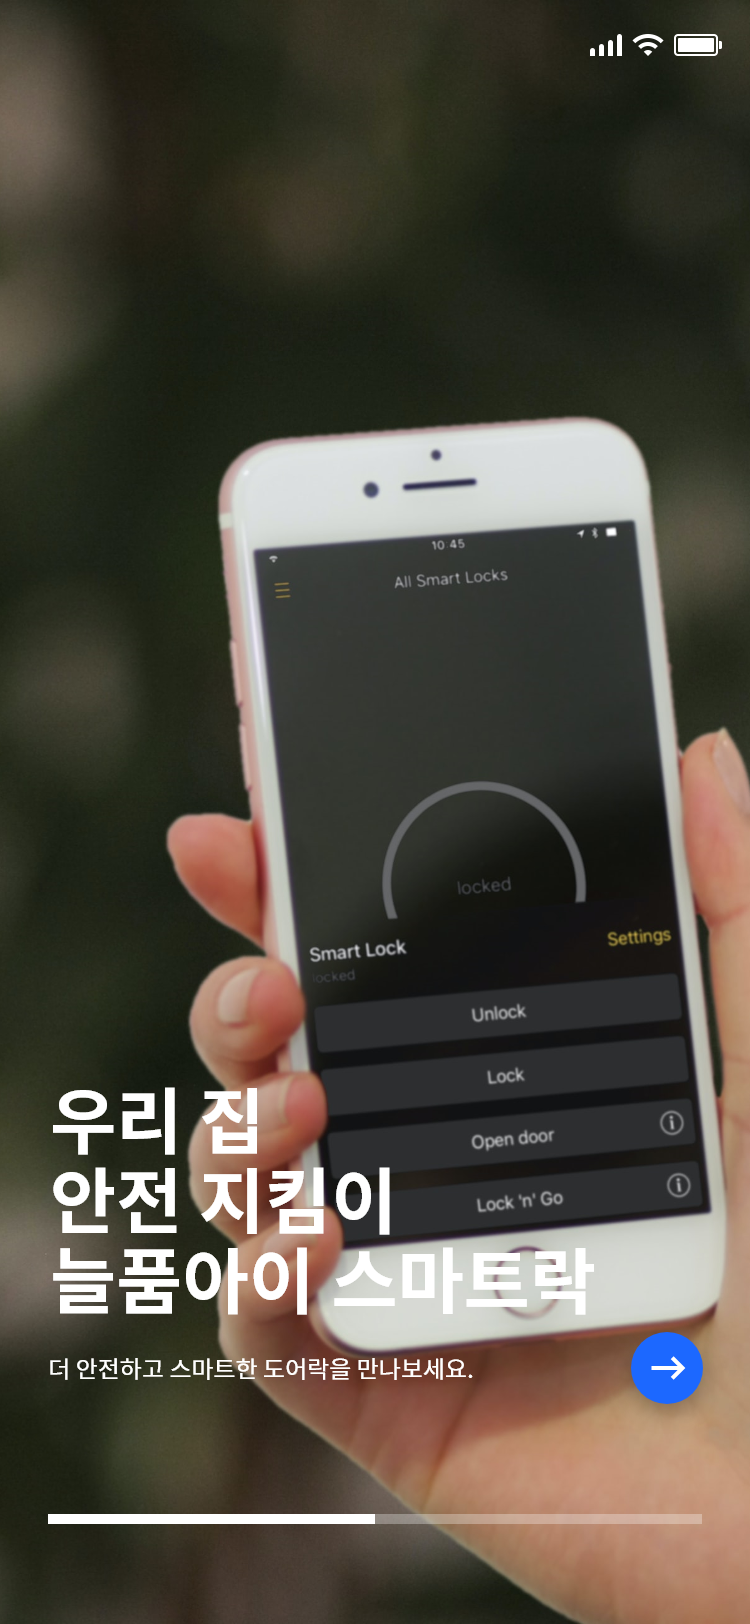 10:45
All Smart Locks
locked
Smart Lock
Settings
locked
Unlock
Lock
Open door
Lock 'n' Go
우리 집
안전 지킴이
늘품아이 스마트락
더 안전하고 스마트한 도어락을 만나보세요.